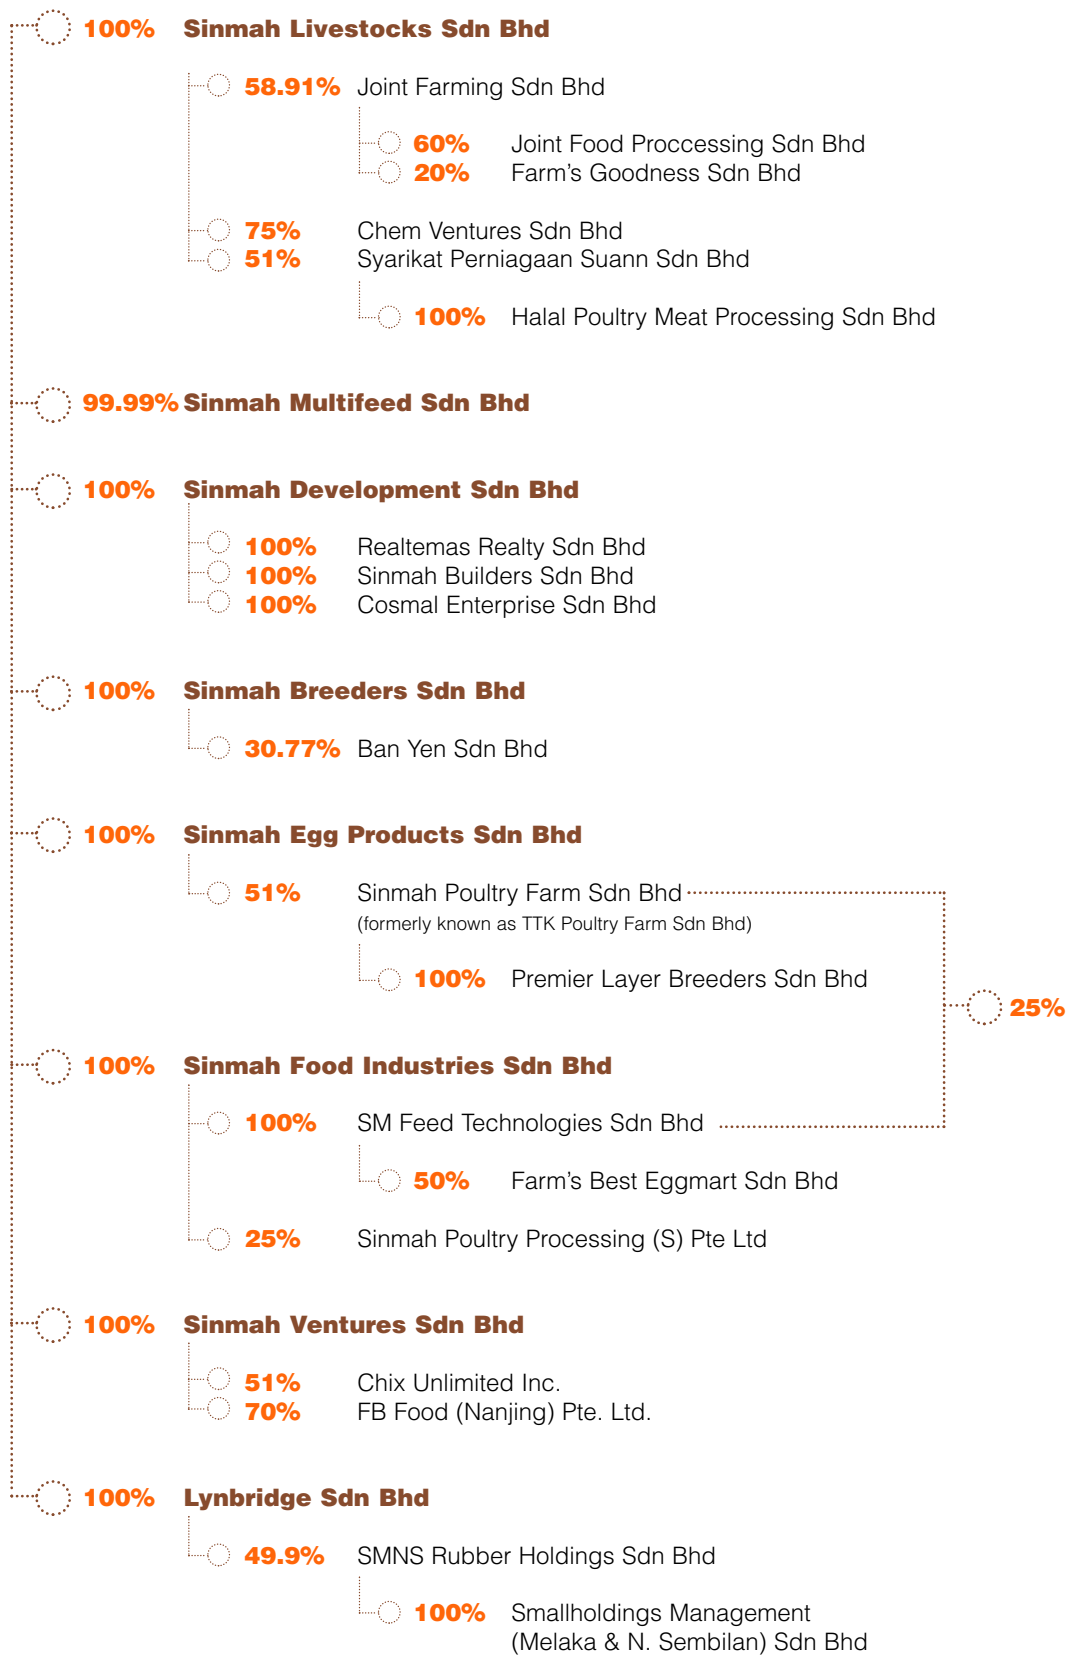 100% Sinmah Livestocks Sdn Bhd
58.91% Joint Farming Sdn Bhd
60% Joint Food Proccessing Sdn Bhd
20% Farm's Goodness Sdn Bhd
75% Chem Ventures Sdn Bhd
51% Syarikat Perniagaan Suann Sdn Bhd
100% Halal Poultry Meat Processing Sdn Bhd
99.99% Sinmah Multifeed Sdn Bhd
100% Sinmah Development Sdn Bhd
100% Realtemas Realty Sdn Bhd
100% Sinmah Builders Sdn Bhd
100% Cosmal Enterprise Sdn Bhd
100% Sinmah Breeders Sdn Bhd
30.77% Ban Yen Sdn Bhd
100% Sinmah Egg Products Sdn Bhd
51% Sinmah Poultry Farm Sdn Bhd
(formerly known as TTK Poultry Farm Sdn Bhd)
100% Premier Layer Breeders Sdn Bhd
25%
100% Sinmah Food Industries Sdn Bhd
100% SM Feed Technologies Sdn Bhd
50% Farm's Best Eggmart Sdn Bhd
25% Sinmah Poultry Processing (S) Pte Ltd
100% Sinmah Ventures Sdn Bhd
51% Chix Unlimited Inc.
70% FB Food (Nanjing) Pte. Ltd.
100% Lynbridge Sdn Bhd
49.9% SMNS Rubber Holdings Sdn Bhd
100% Smallholdings Management
(Melaka & N. Sembilan) Sdn Bhd